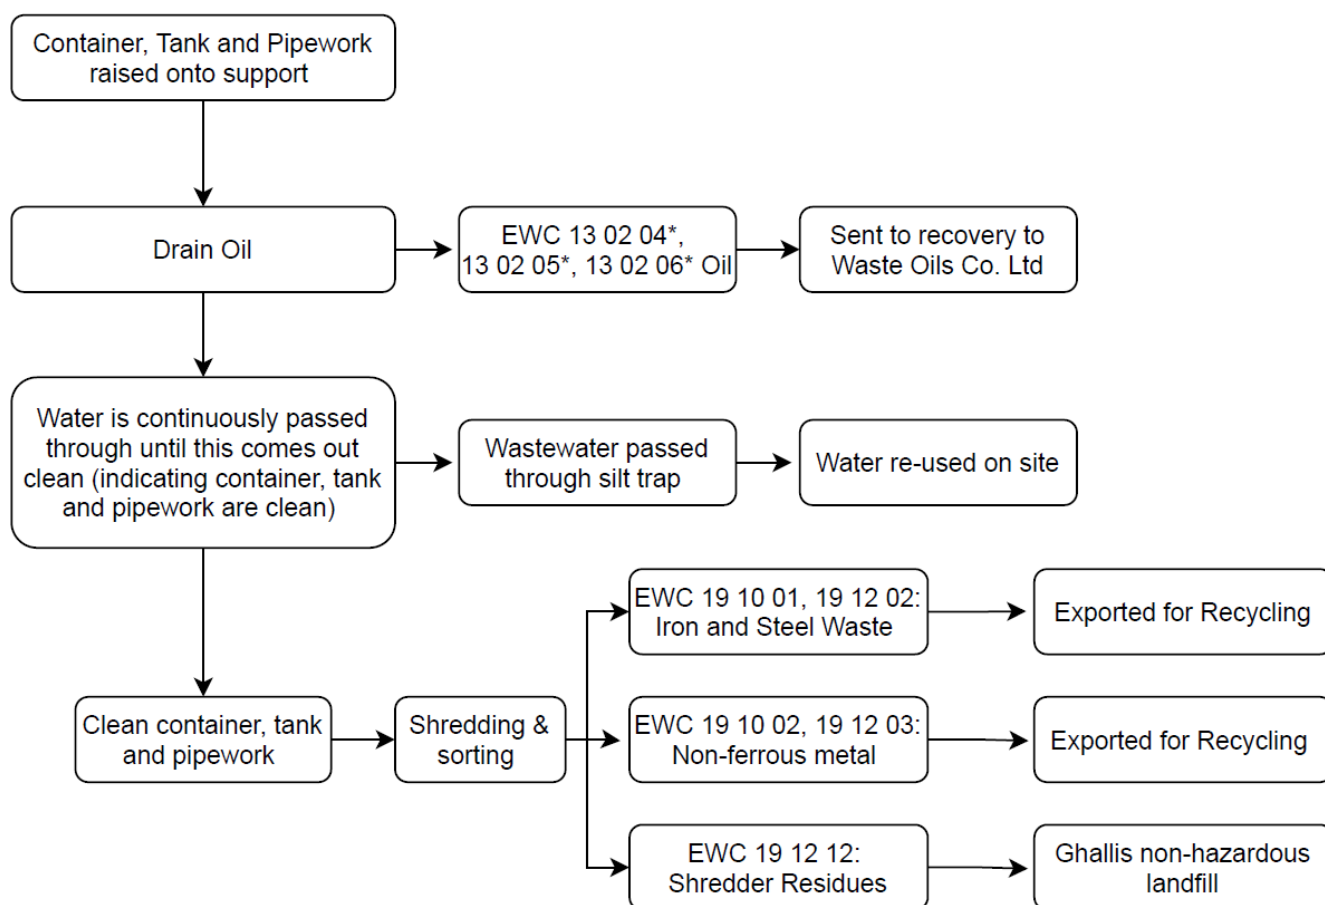 Container, Tank and Pipework
raised onto support
Drain Oil
EWC 13 02 04*,
13 02 05*, 13 02 06* Oil
Sent to recovery to
Waste Oils Co. Ltd
Water is continuously passed
through until this comes out
clean (indicating container, tank
and pipework are clean)
Wastewater passed
through silt trap
Water re-used on site
Clean container, tank
and pipework
Shredding &
sorting
EWC 19 10 01, 19 12 02:
Iron and Steel Waste
Exported for Recycling
EWC 19 10 02, 19 12 03:
Non-ferrous metal
Exported for Recycling
EWC 19 12 12:
Shredder Residues
Ghallis non-hazardous
landfill